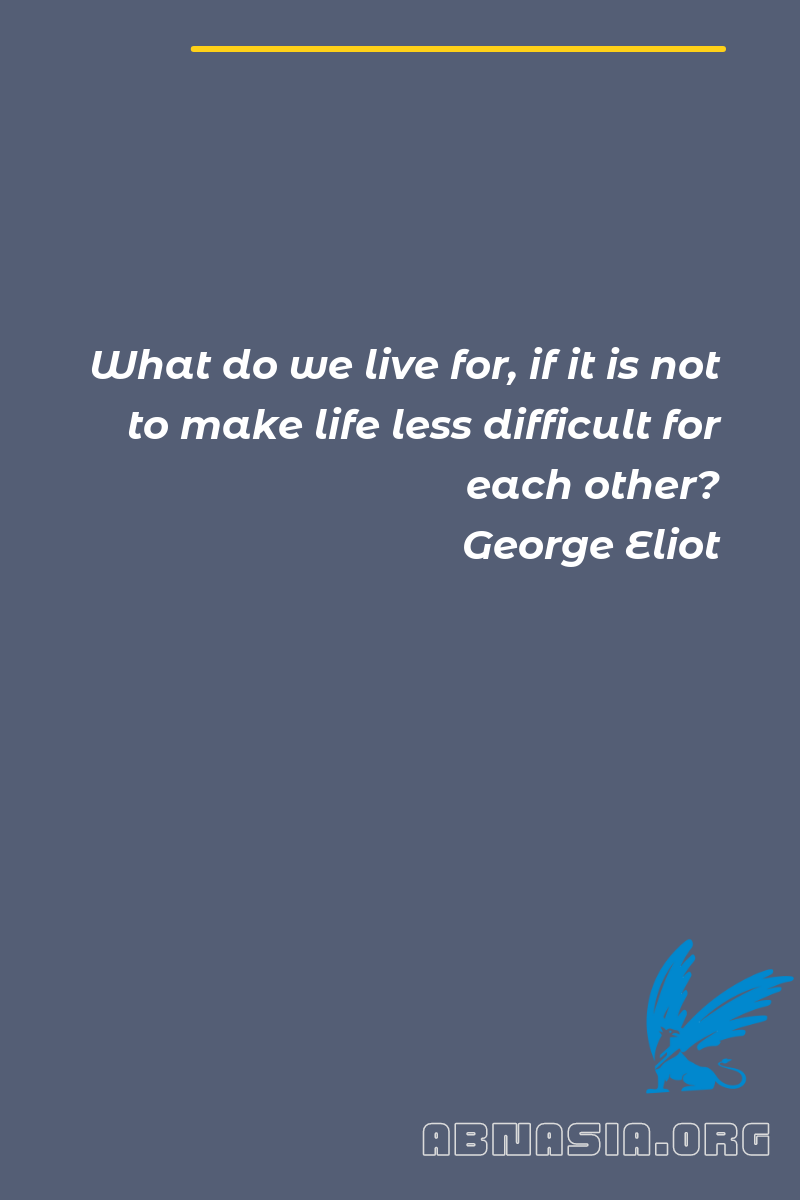 What do we live for, if it is not
to make life less difficult for
each other?
George Eliot
ABNASIA.ORG